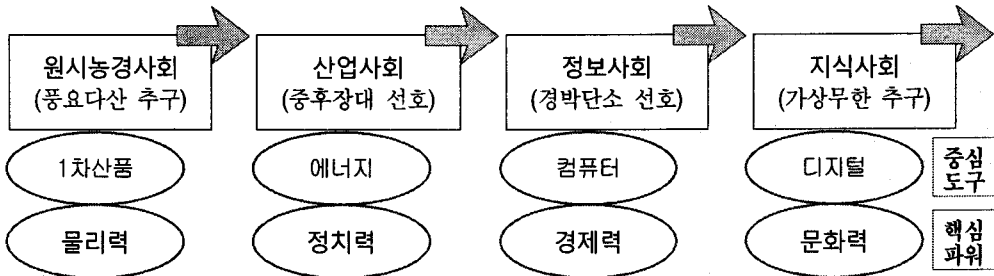 원시농경사회
(풍요다산 추구)
산업사회
(중후장대 선호)
정보사회
(경박단소 선호)
지식사회
(가상무한 추구)
1차산품
에너지
컴퓨터
디지털
중심
도구
물리력
정치력
경제력
문화력
핵심
파워